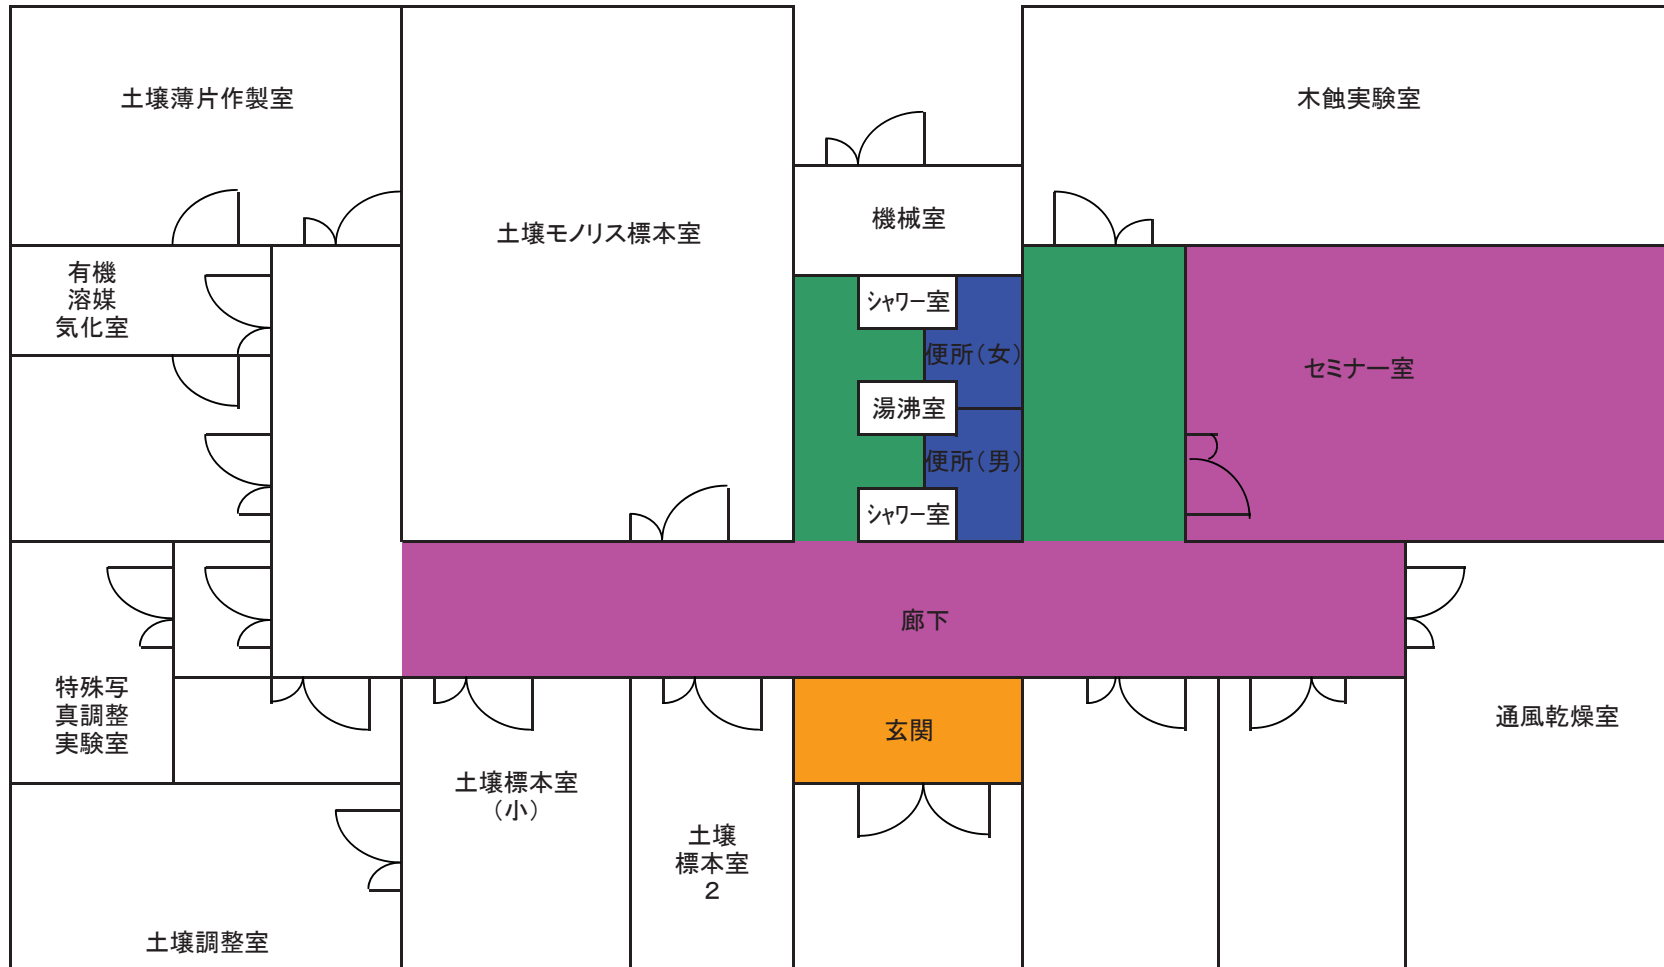 土壌薄片作製室
木蝕実験室
機械室
土壌モノリス標本室
有機
溶媒
気化室
シャワー室
便所（女）
セミナー室
湯沸室
便所（男）
シャワー室
廊下
特殊写
真調整
実験室
通風乾燥室
玄関
土壌標本室
（小）
土壌
標本室
２
土壌調整室